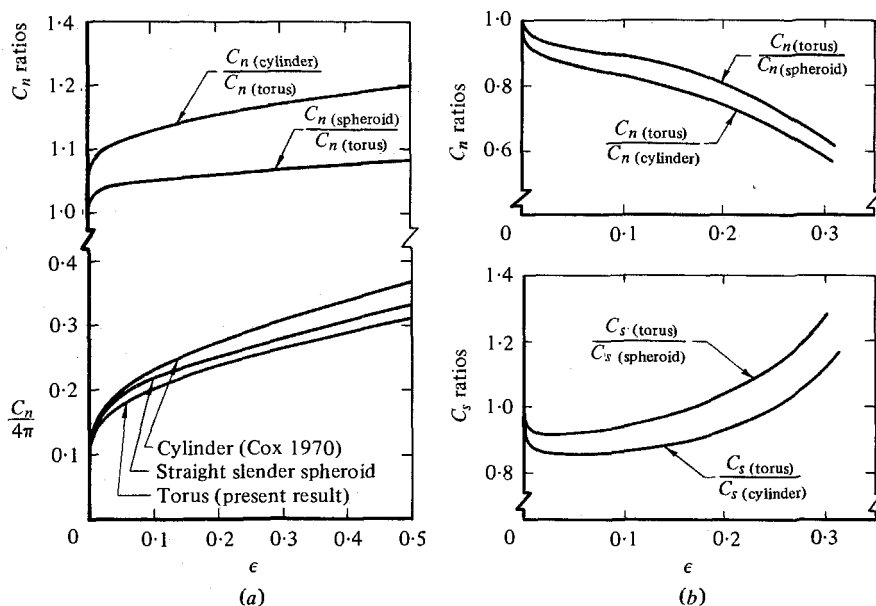 1·4
1·2
1·1
1·0
C_n ratios
C_n (cylinder)
C_n (torus)
C_n (spheroid)
C_n (torus)
0·4
0·3
0·2
0·1
0
C_n
4π
Cylinder (Cox 1970)
Straight slender spheroid
Torus (present result)
0 0·1 0·2 0·3 0·4 0·5
ϵ
(a)
1·0
0·8
0·6
0
C_n ratios
C_n (torus)
C_n (spheroid)
C_n (torus)
C_n (cylinder)
0 0·1 0·2 0·3
1·4
1·2
1·0
0·8
C_s ratios
C_s (torus)
C_s (spheroid)
C_s (torus)
C_s (cylinder)
0 0·1 0·2 0·3
ϵ
(b)